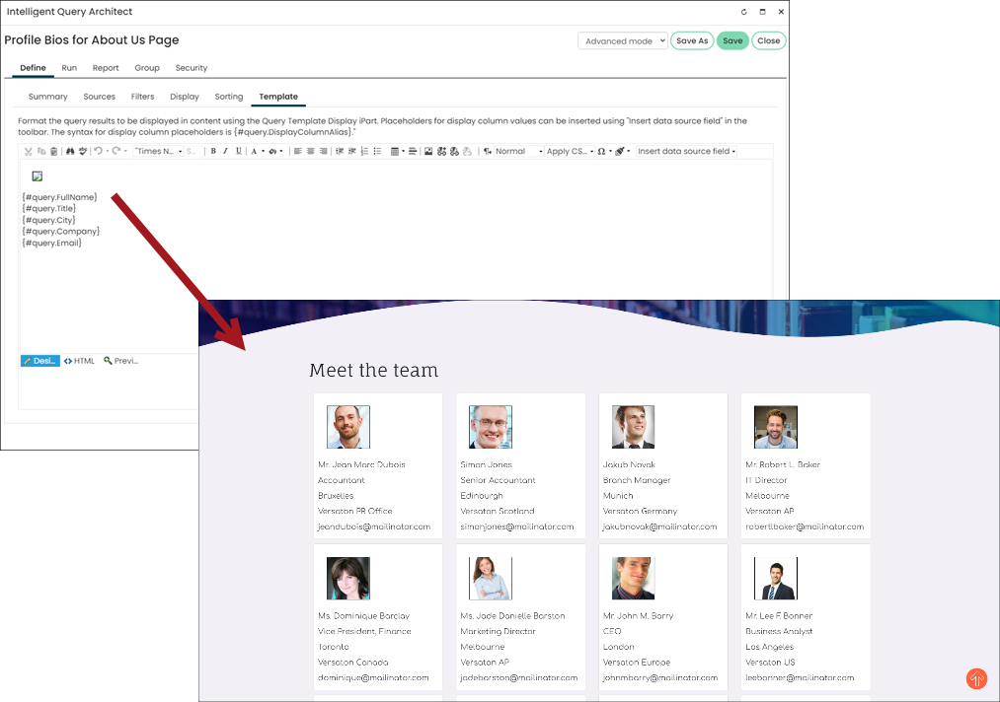 Intelligent Query Architect
Profile Bios for About Us Page
Advanced mode Save As Save Close
Define Run Report Group Security
Summary Sources Filters Display Sorting Template
Format the query results to be displayed in content using the Query Template Display iPart. Placeholders for display column values can be inserted using "Insert data source field" in the
toolbar. The syntax for display column placeholders is {#query.DisplayColumnAlias}."
"Times N... S... B I U A Normal Apply CS... Ω Insert data source field
{#query.FullName}
{#query.Title}
{#query.City}
{#query.Company}
{#query.Email}
Desi... HTML Previ...
Meet the team
Mr. Jean Marc Dubois
Accountant
Bruxelles
Versaton PR Office
jeandubois@mailinator.com
Simon Jones
Senior Accountant
Edinburgh
Versaton Scotland
simonjones@mailinator.com
Jakub Novak
Branch Manager
Munich
Versaton Germany
jakubnovak@mailinator.com
Mr. Robert L. Baker
IT Director
Melbourne
Versaton AP
robertlbaker@mailinator.com
Ms. Dominique Barclay
Vice President, Finance
Toronto
Versaton Canada
dominique@mailinator.com
Ms. Jade Danielle Barston
Marketing Director
Melbourne
Versaton AP
jadebarston@mailinator.com
Mr. John M. Barry
CEO
London
Versaton Europe
johnmbarry@mailinator.com
Mr. Lee F. Bonner
Business Analyst
Los Angeles
Versaton US
leebonner@mailinator.com